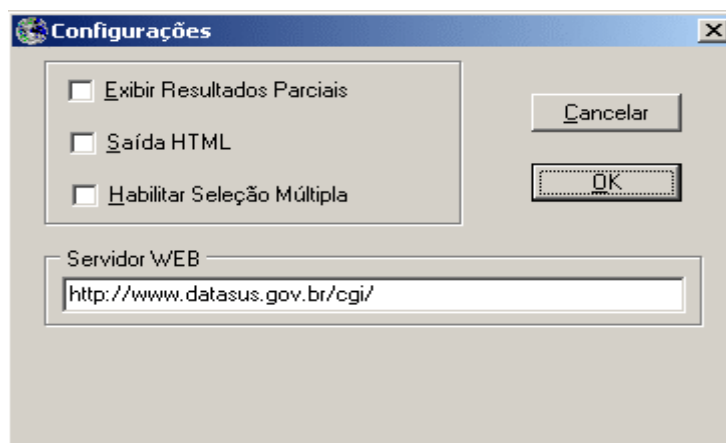 Configurações
Exibir Resultados Parciais
Saída HTML
Habilitar Seleção Múltipla
Cancelar
OK
Servidor WEB
http://www.datasus.gov.br/cgi/